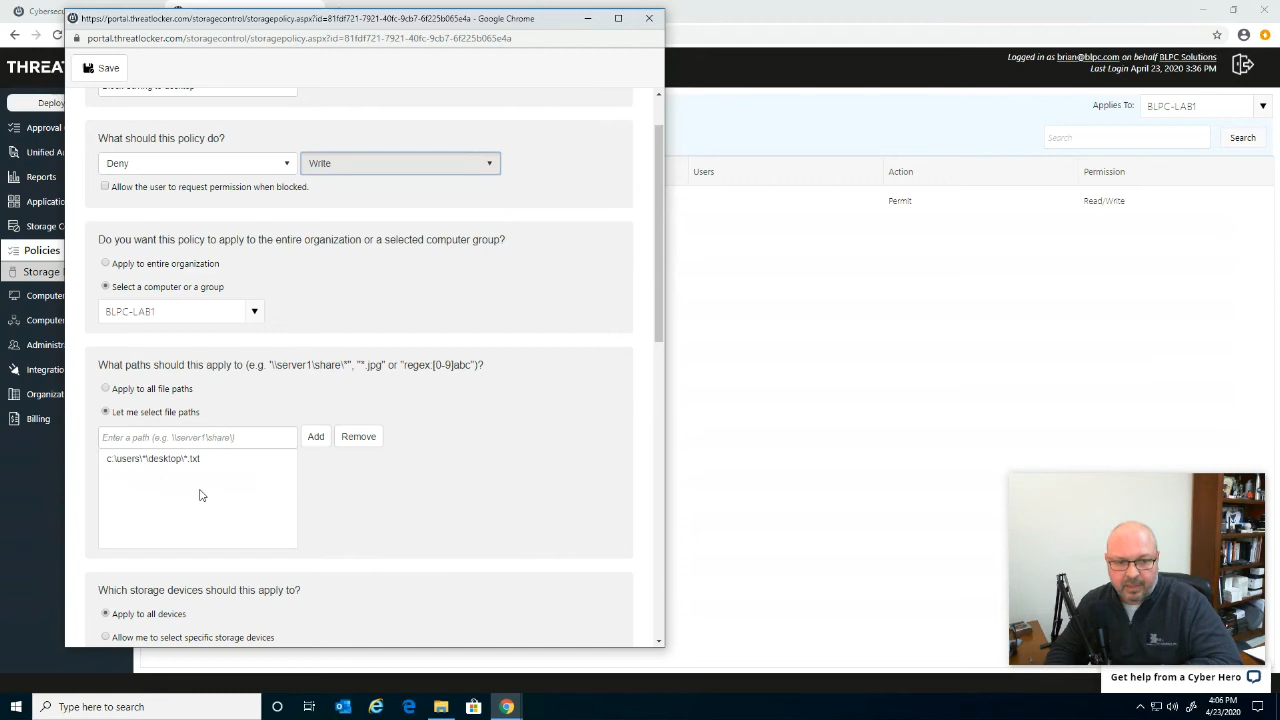 https://portal.threatlocker.com/storagecontrol/storagepolicy.aspx?id=81fdf721-7921-40fc-9cb7-6f225b065e4a - Google Chrome
portal.threatlocker.com/storagecontrol/storagepolicy.aspx?id=81fdf721-7921-40fc-9cb7-6f225b065e4a
Save
What should this policy do?
Deny
Write
Allow the user to request permission when blocked.
Do you want this policy to apply to the entire organization or a selected computer group?
Apply to entire organization
Select a computer or a group
BLPC-LAB1
What paths should this apply to (e.g. '\\server1\share\*", "*.jpg" or "regex:[0-9]abc")?
Apply to all file paths
Let me select file paths
Enter a path (e.g. \\server1\share\)
Add
Remove
c:\users\*\desktop\*.txt
Which storage devices should this apply to?
Apply to all devices
Allow me to select specific storage devices
Cybersec
THREAT
Deploy
Approval
Unified Au
Reports
Application
Storage C
Policies
Storage
Computer
Computer
Administra
Integratio
Organizat
Billing
Logged in as brian@blpc.com on behalf BLPC Solutions
Last Login April 23, 2020 3:36 PM
Applies To:
BLPC-LAB1
Search
Search
Users
Action
Permission
Permit
Read/Write
Get help from a Cyber Hero
Type here to search
4:06 PM
4/23/2020